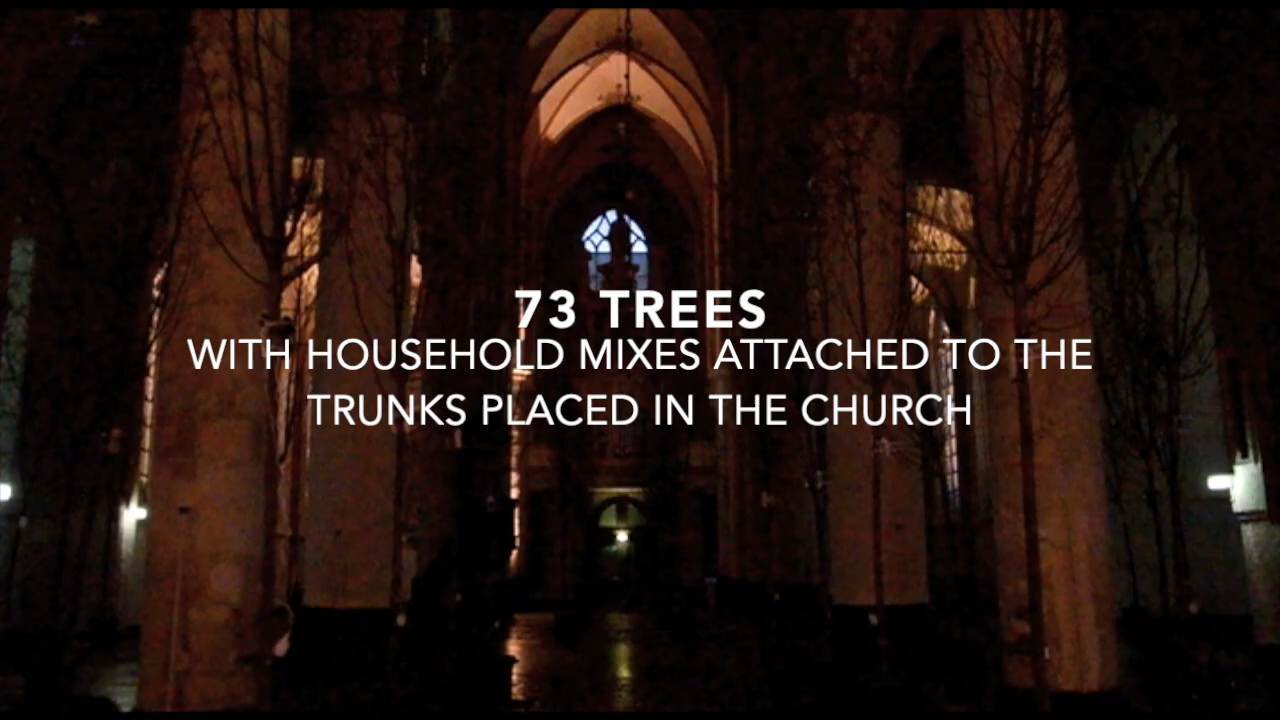 73 TREES
WITH HOUSEHOLD MIXES ATTACHED TO THE
TRUNKS PLACED IN THE CHURCH